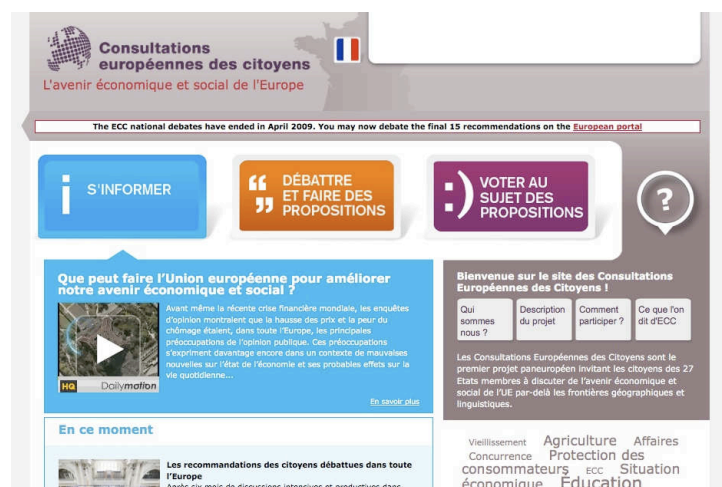 Consultations
européennes des citoyens
L'avenir économique et social de l'Europe
The ECC national debates have ended in April 2009. You may now debate the final 15 recommendations on the European portal
i S'INFORMER
“ ” DÉBATTRE
ET FAIRE DES
PROPOSITIONS
:) VOTER AU
SUJET DES
PROPOSITIONS
?
Que peut faire l'Union européenne pour améliorer
notre avenir économique et social ?
Avant même la récente crise financière mondiale, les enquêtes
d'opinion montraient que la hausse des prix et la peur du
chômage étaient, dans toute l'Europe, les principales
préoccupations de l'opinion publique. Ces préoccupations
s'expriment davantage encore dans un contexte de mauvaises
nouvelles sur l'état de l'économie et ses probables effets sur la
vie quotidienne...
HQ Dailymotion
En savoir plus
En ce moment
Les recommandations des citoyens débattues dans toute
l'Europe
Après six mois de discussions intensives et productives dans
Bienvenue sur le site des Consultations
Européennes des Citoyens !
Qui
sommes
nous ?
Description
du projet
Comment
participer ?
Ce que l'on
dit d'ECC
Les Consultations Européennes des Citoyens sont le
premier projet paneuropéen invitant les citoyens des 27
Etats membres à discuter de l'avenir économique et
social de l'UE par-delà les frontières géographiques et
linguistiques.
Vieillissement Agriculture Affaires
Concurrence Protection des
consommateurs ECC Situation
économique Education